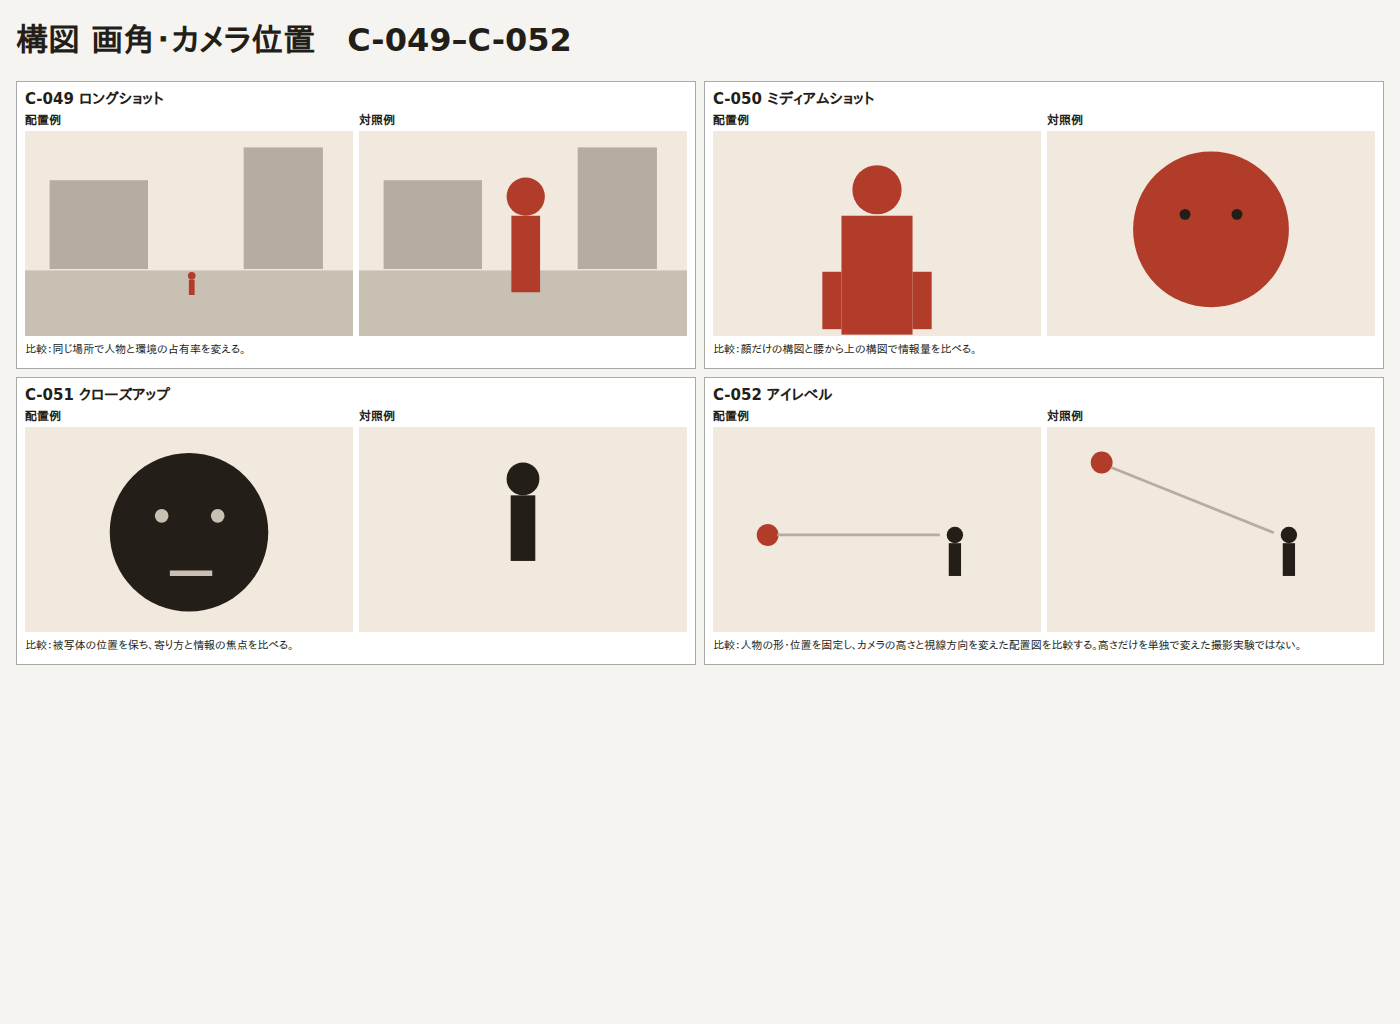 構図 画角・カメラ位置　C-049–C-052
C-049 ロングショット
配置例
対照例
比較：同じ場所で人物と環境の占有率を変える。
C-050 ミディアムショット
配置例
対照例
比較：顔だけの構図と腰から上の構図で情報量を比べる。
C-051 クローズアップ
配置例
対照例
比較：被写体の位置を保ち、寄り方と情報の焦点を比べる。
C-052 アイレベル
配置例
対照例
比較：人物の形・位置を固定し、カメラの高さと視線方向を変えた配置図を比較する。高さだけを単独で変えた撮影実験ではない。